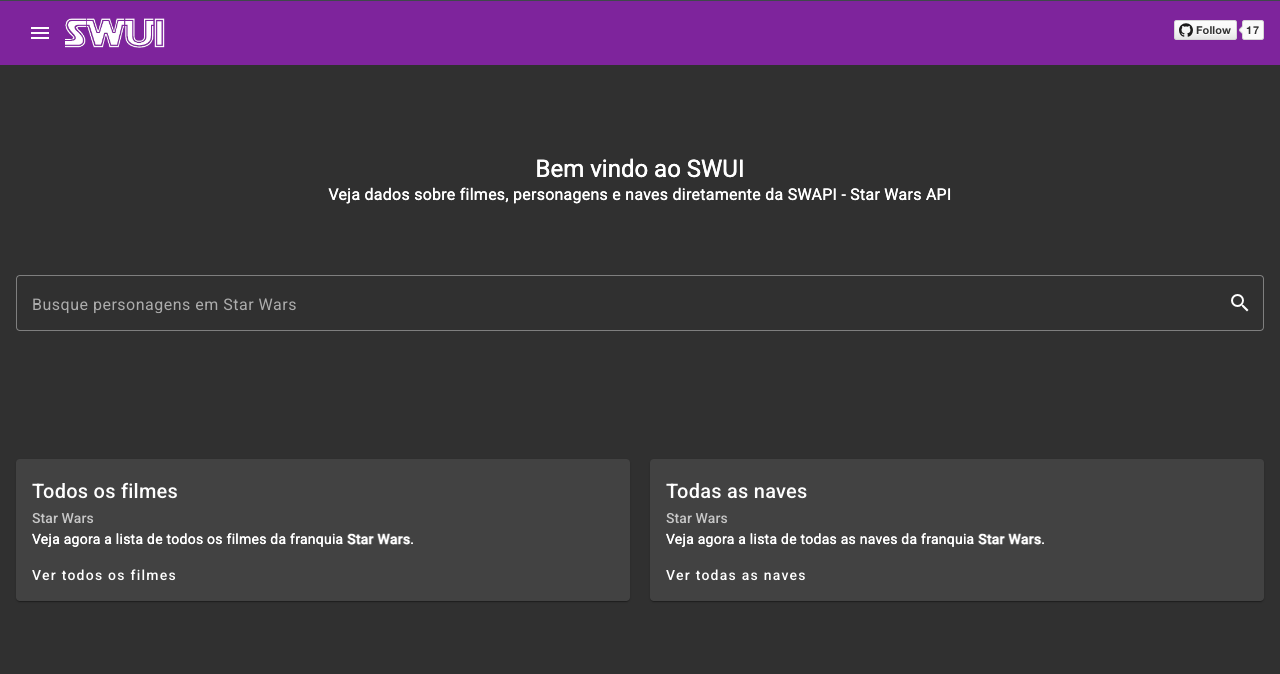 SWUI
Follow 17
Bem vindo ao SWUI
Veja dados sobre filmes, personagens e naves diretamente da SWAPI - Star Wars API
Busque personagens em Star Wars
Todos os filmes
Star Wars
Veja agora a lista de todos os filmes da franquia Star Wars.
Ver todos os filmes
Todas as naves
Star Wars
Veja agora a lista de todas as naves da franquia Star Wars.
Ver todas as naves